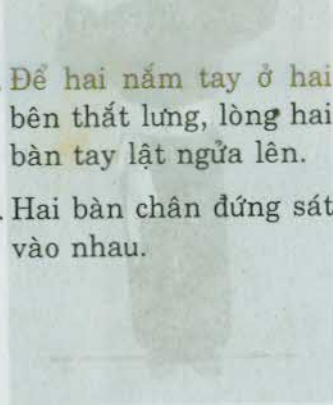 . Để hai nắm tay ở hai
bên thắt lưng, lòng hai
bàn tay lật ngửa lên.
. Hai bàn chân đứng sát
vào nhau.